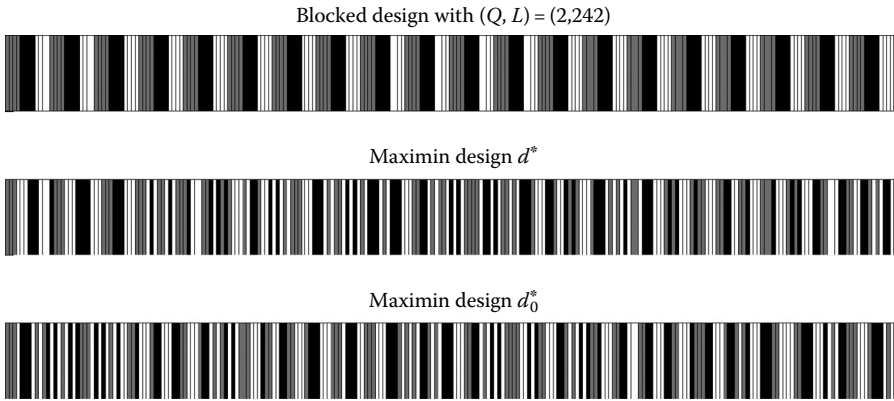 Blocked design with (Q, L) = (2,242)
Maximin design d*
Maximin design d*0